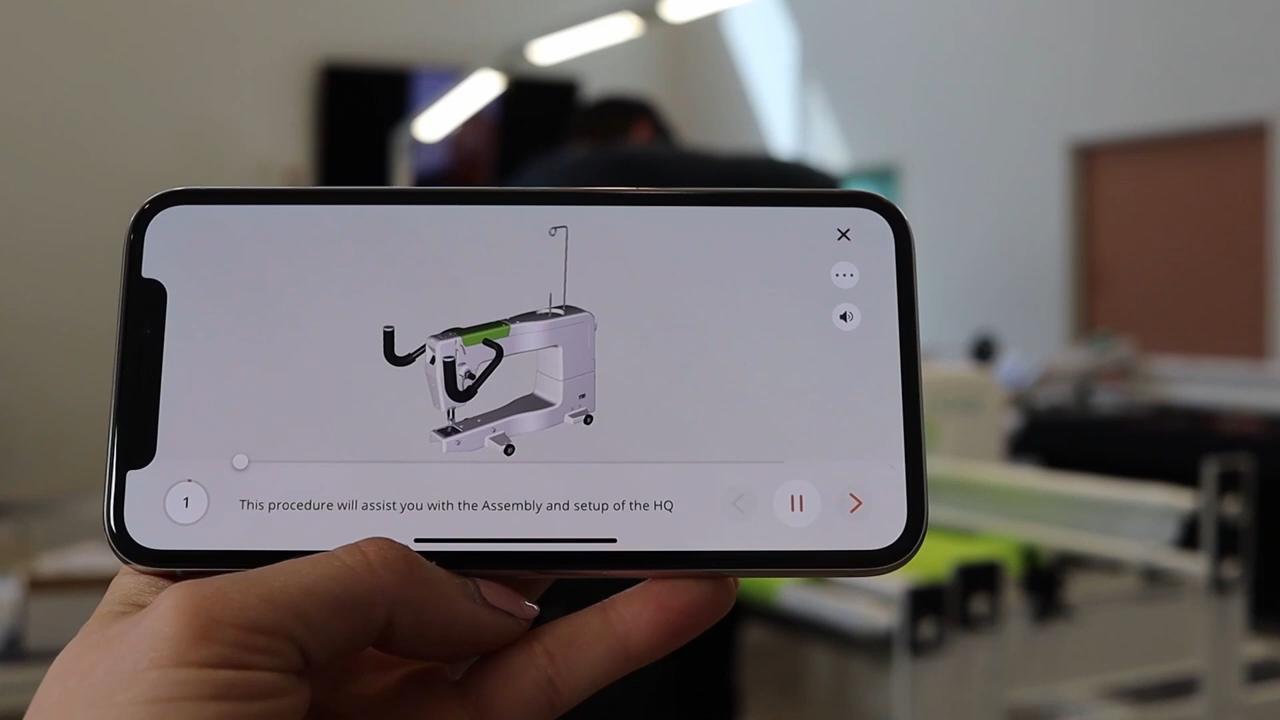 1
This procedure will assist you with the Assembly and setup of the HQ